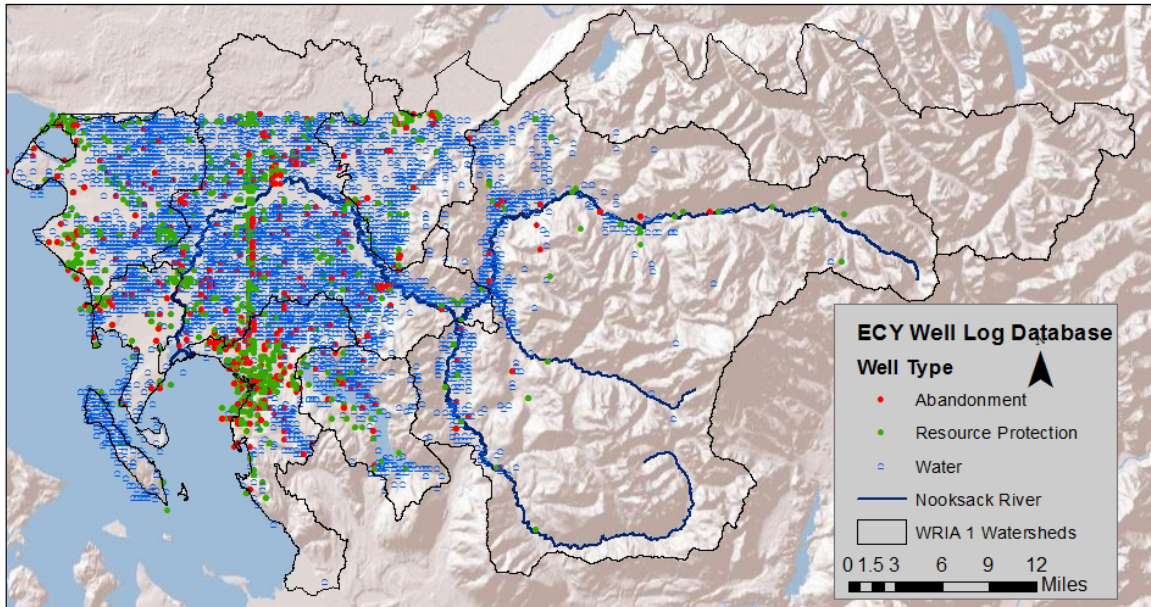 ECY Well Log Database
Well Type
N
Abandonment
Resource Protection
Water
Nooksack River
WRIA 1 Watersheds
0 1.5 3 6 9 12
Miles